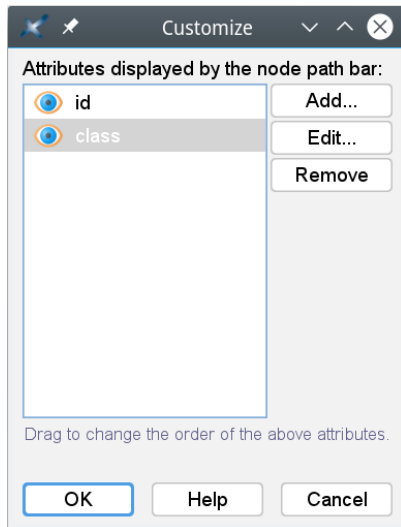 Customize
Attributes displayed by the node path bar:
id
class
Add...
Edit...
Remove
Drag to change the order of the above attributes.
OK
Help
Cancel